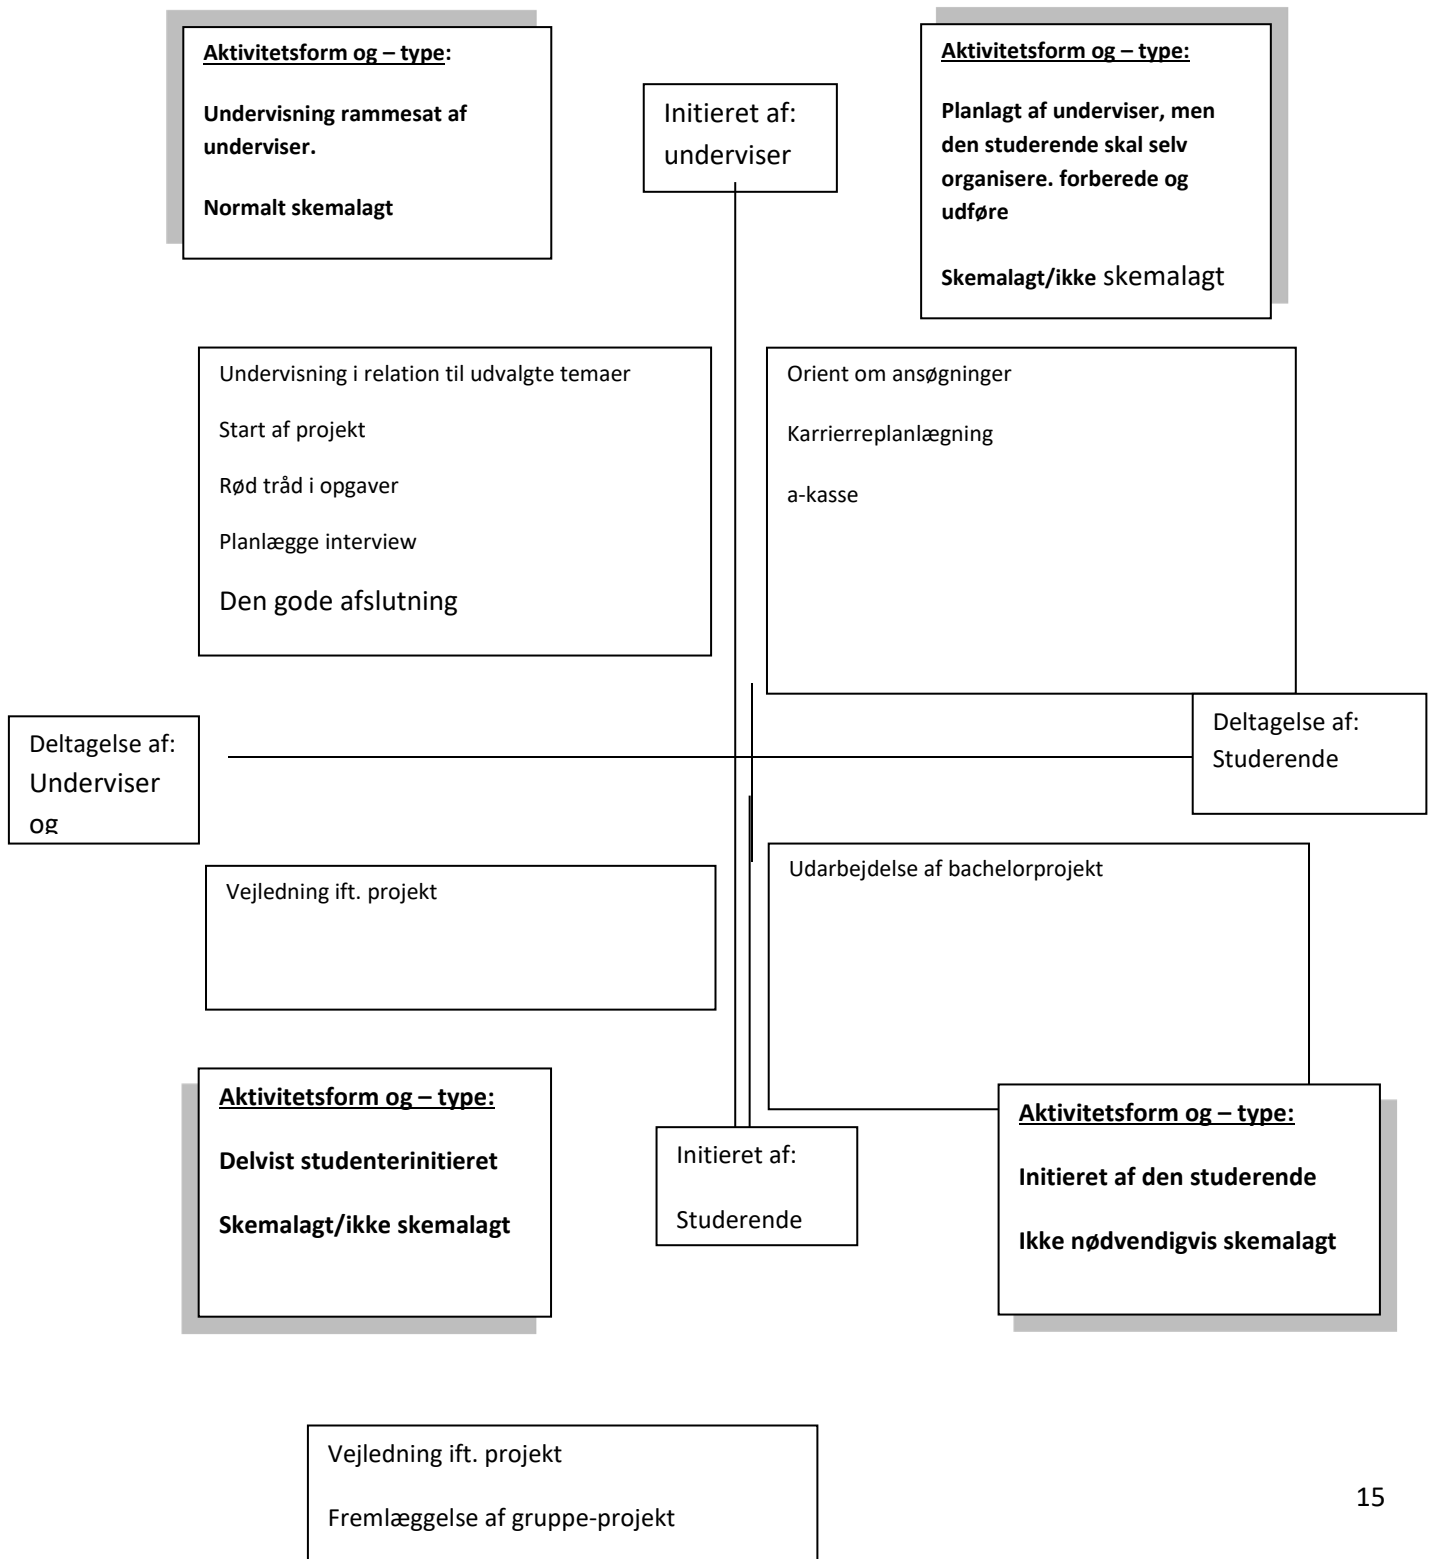 Aktivitetsform og – type:
Undervisning rammesat af
underviser.
Normalt skemalagt
Initieret af:
underviser
Aktivitetsform og – type:
Planlagt af underviser, men
den studerende skal selv
organisere. forberede og
udføre
Skemalagt/ikke skemalagt
Undervisning i relation til udvalgte temaer
Start af projekt
Rød tråd i opgaver
Planlægge interview
Den gode afslutning
Orient om ansøgninger
Karrierreplanlægning
a-kasse
Deltagelse af:
Underviser
og
Deltagelse af:
Studerende
Vejledning ift. projekt
Udarbejdelse af bachelorprojekt
Aktivitetsform og – type:
Delvist studenterinitieret
Skemalagt/ikke skemalagt
Initieret af:
Studerende
Aktivitetsform og – type:
Initieret af den studerende
Ikke nødvendigvis skemalagt
Vejledning ift. projekt
Fremlæggelse af gruppe-projekt
15